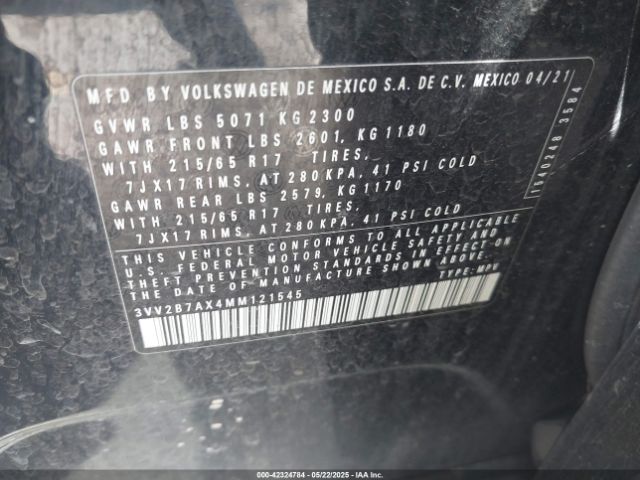 MFD BY VOLKSWAGEN DE MEXICO S.A. DE C.V. MEXICO 04/21
GVWR LBS 5071 KG 2300
GAWR FRONT LBS 2601, KG 1180
WITH 215/65 R17 TIRES,
7JX17 RIMS, AT 280 KPA, 41 PSI COLD
GAWR REAR LBS 2579, KG 1170
WITH 215/65 R17 TIRES,
7JX17 RIMS, AT 280 KPA, 41 PSI COLD
THIS VEHICLE CONFORMS TO ALL APPLICABLE
U.S. FEDERAL MOTOR VEHICLE SAFETY AND
THEFT PREVENTION STANDARDS IN EFFECT ON
THE DATE OF MANUFACTURE SHOWN ABOVE.
3VV2B7AX4MM121545 TYPE: MPV
1540248 3584
000-42324784 - 05/22/2025 - IAA Inc.